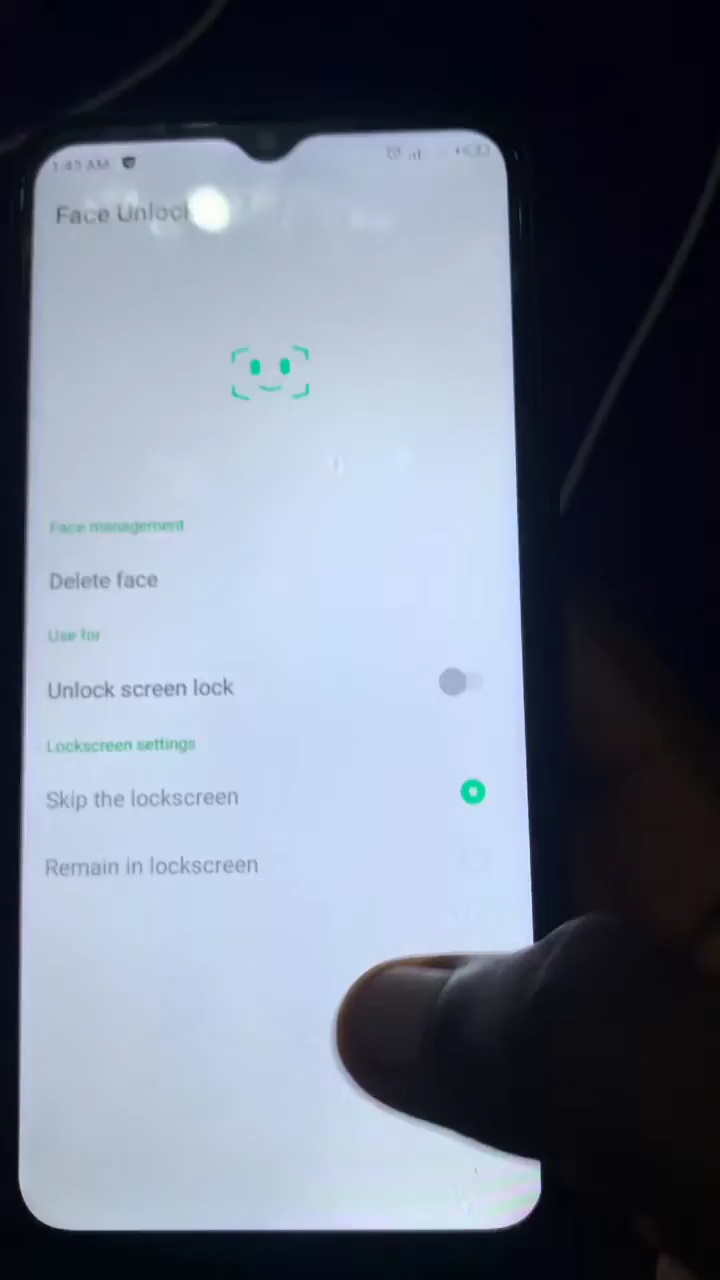 1:43 AM
Face Unlock
Face management
Delete face
Use for
Unlock screen lock
Lockscreen settings
Skip the lockscreen
Remain in lockscreen